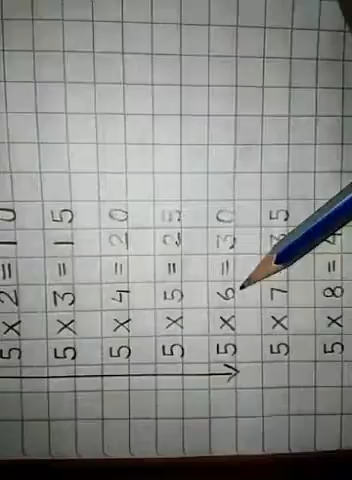 5 X 2 = 10
5 X 3 = 15
5 X 4 = 20
5 X 5 = 25
5 X 6 = 30
5 X 7 35
5 X 8 = 4